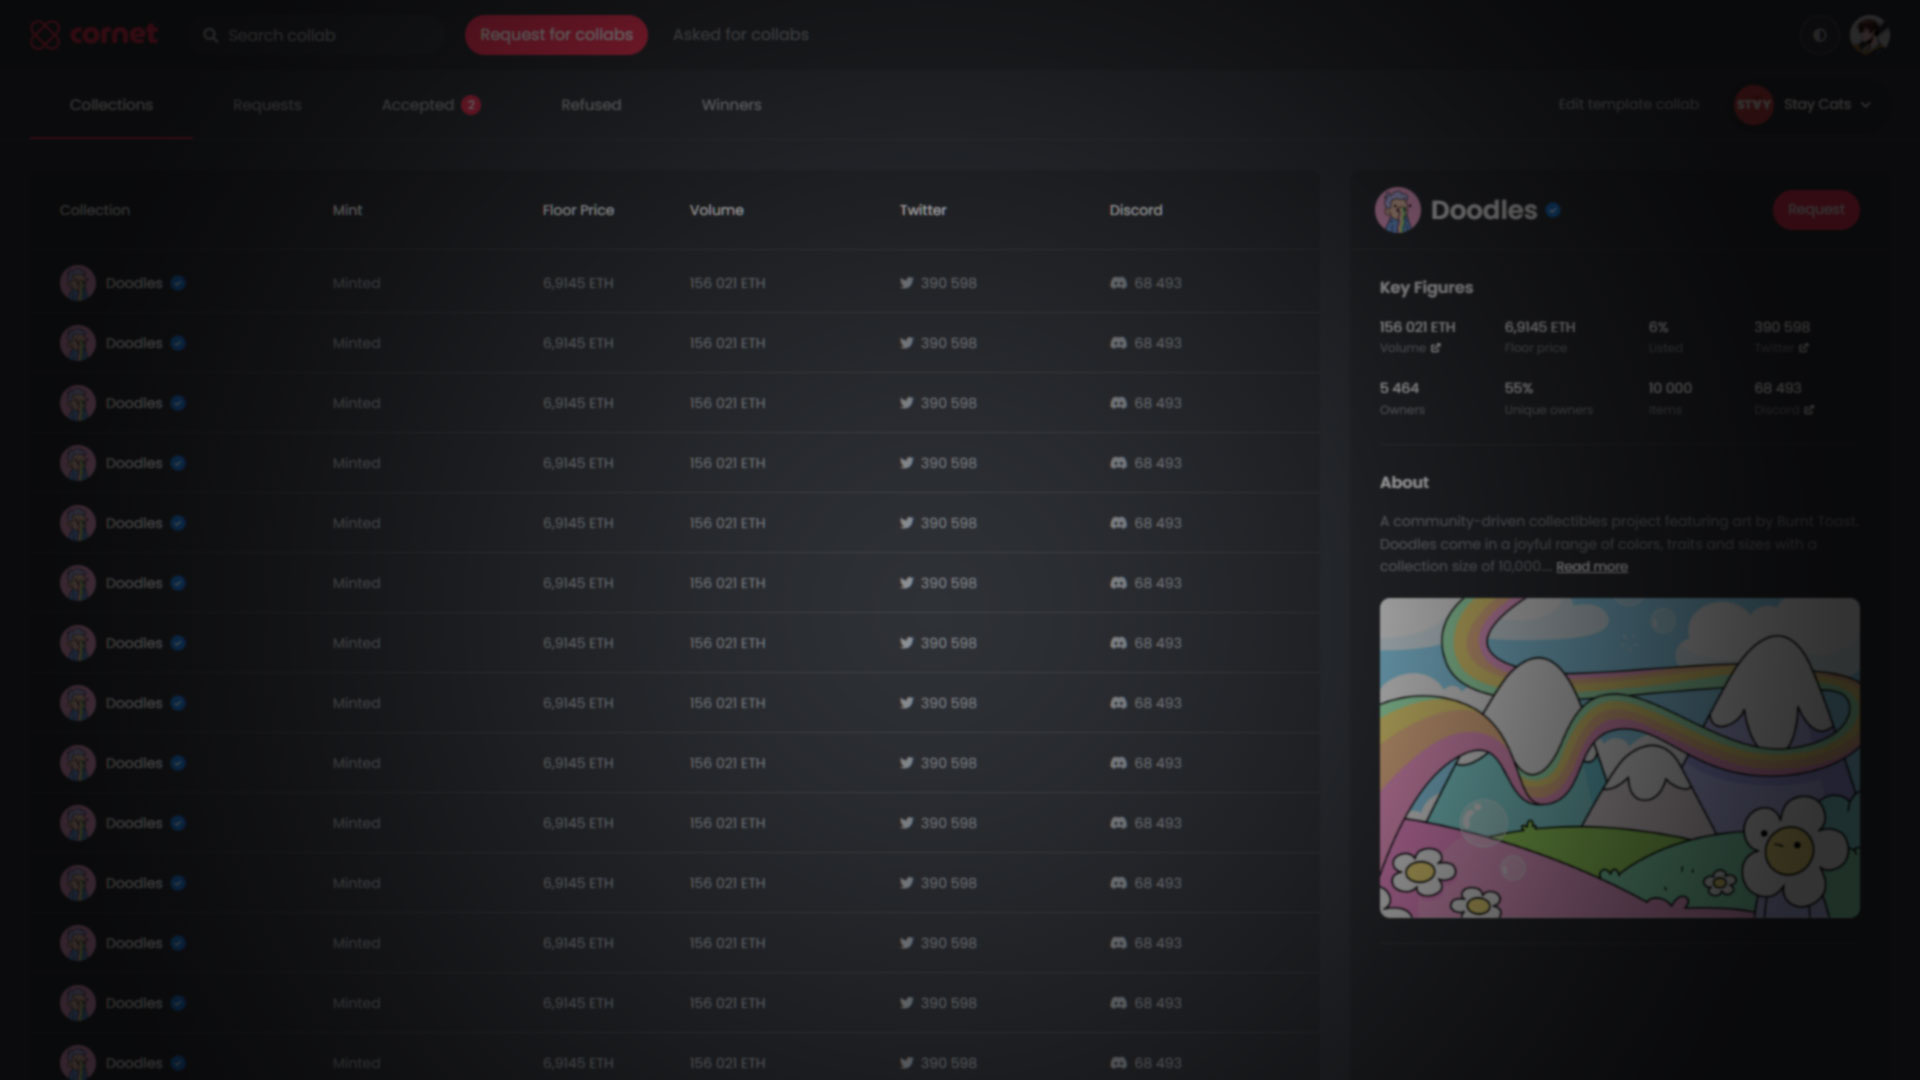 cornet
Search collab
Request for collabs
Asked for collabs
Collections
Requests
Accepted 2
Refused
Winners
Edit template collab
STVY
Stay Cats
Collection Mint Floor Price Volume Twitter Discord
Doodles Minted 6,9145 ETH 156 021 ETH 390 598 68 493
Doodles Minted 6,9145 ETH 156 021 ETH 390 598 68 493
Doodles Minted 6,9145 ETH 156 021 ETH 390 598 68 493
Doodles Minted 6,9145 ETH 156 021 ETH 390 598 68 493
Doodles Minted 6,9145 ETH 156 021 ETH 390 598 68 493
Doodles Minted 6,9145 ETH 156 021 ETH 390 598 68 493
Doodles Minted 6,9145 ETH 156 021 ETH 390 598 68 493
Doodles Minted 6,9145 ETH 156 021 ETH 390 598 68 493
Doodles Minted 6,9145 ETH 156 021 ETH 390 598 68 493
Doodles Minted 6,9145 ETH 156 021 ETH 390 598 68 493
Doodles Minted 6,9145 ETH 156 021 ETH 390 598 68 493
Doodles Minted 6,9145 ETH 156 021 ETH 390 598 68 493
Doodles Minted 6,9145 ETH 156 021 ETH 390 598 68 493
Doodles Minted 6,9145 ETH 156 021 ETH 390 598 68 493
Doodles
Request
Key Figures
156 021 ETH 6,9145 ETH 6% 390 598
Volume Floor price Listed Twitter
5 464 55% 10 000 68 493
Owners Unique owners Items Discord
About
A community-driven collectibles project featuring art by Burnt Toast.
Doodles come in a joyful range of colors, traits and sizes with a
collection size of 10,000... Read more